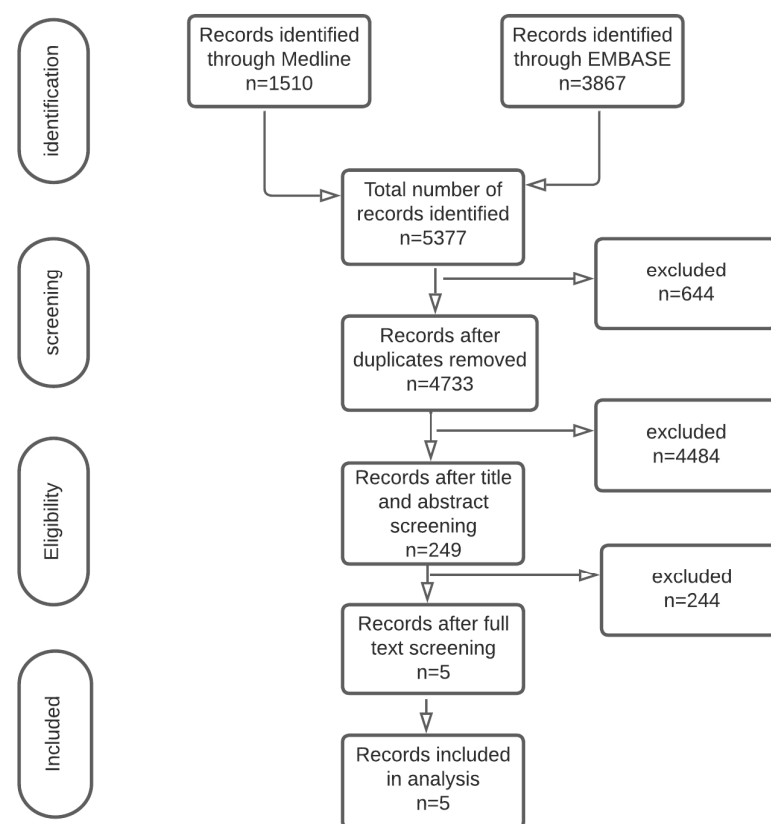 identification
Records identified
through Medline
n=1510
Records identified
through EMBASE
n=3867
Total number of
records identified
n=5377
screening
excluded
n=644
Records after
duplicates removed
n=4733
excluded
n=4484
Eligibility
Records after title
and abstract
screening
n=249
excluded
n=244
Records after full
text screening
n=5
Included
Records included
in analysis
n=5